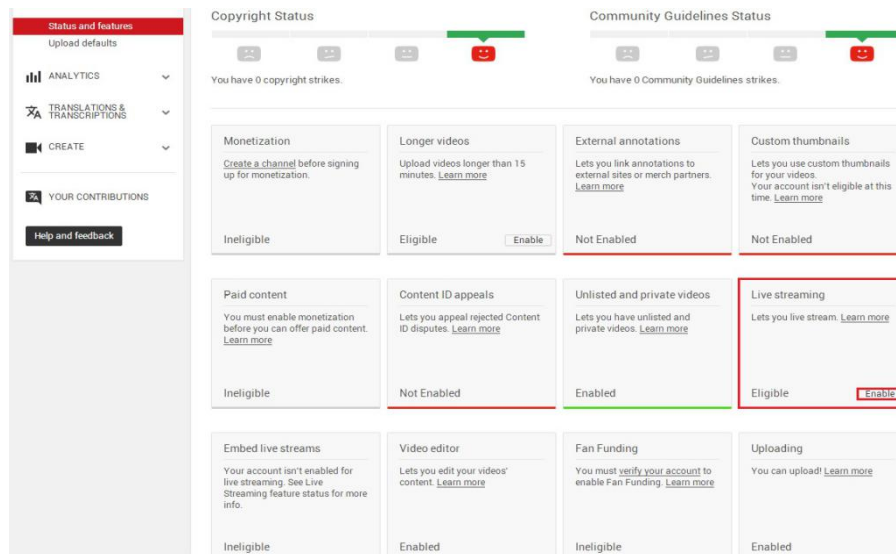 Status and features
Upload defaults
ANALYTICS
TRANSLATIONS &
TRANSCRIPTIONS
CREATE
YOUR CONTRIBUTIONS
Help and feedback
Copyright Status
You have 0 copyright strikes.
Community Guidelines Status
You have 0 Community Guidelines strikes.
Monetization
Create a channel before signing
up for monetization.
Ineligible
Longer videos
Upload videos longer than 15
minutes. Learn more
Eligible
Enable
External annotations
Lets you link annotations to
external sites or merch partners.
Learn more
Not Enabled
Custom thumbnails
Lets you use custom thumbnails
for your videos.
Your account isn't eligible at this
time. Learn more
Not Enabled
Paid content
You must enable monetization
before you can offer paid content.
Learn more
Ineligible
Content ID appeals
Lets you appeal rejected Content
ID disputes. Learn more
Not Enabled
Unlisted and private videos
Lets you have unlisted and
private videos. Learn more
Enabled
Live streaming
Lets you live stream. Learn more
Eligible
Enable
Embed live streams
Your account isn't enabled for
live streaming. See Live
Streaming feature status for more
info.
Ineligible
Video editor
Lets you edit your videos'
content. Learn more
Enabled
Fan Funding
You must verify your account to
enable Fan Funding. Learn more
Ineligible
Uploading
You can upload! Learn more
Enabled